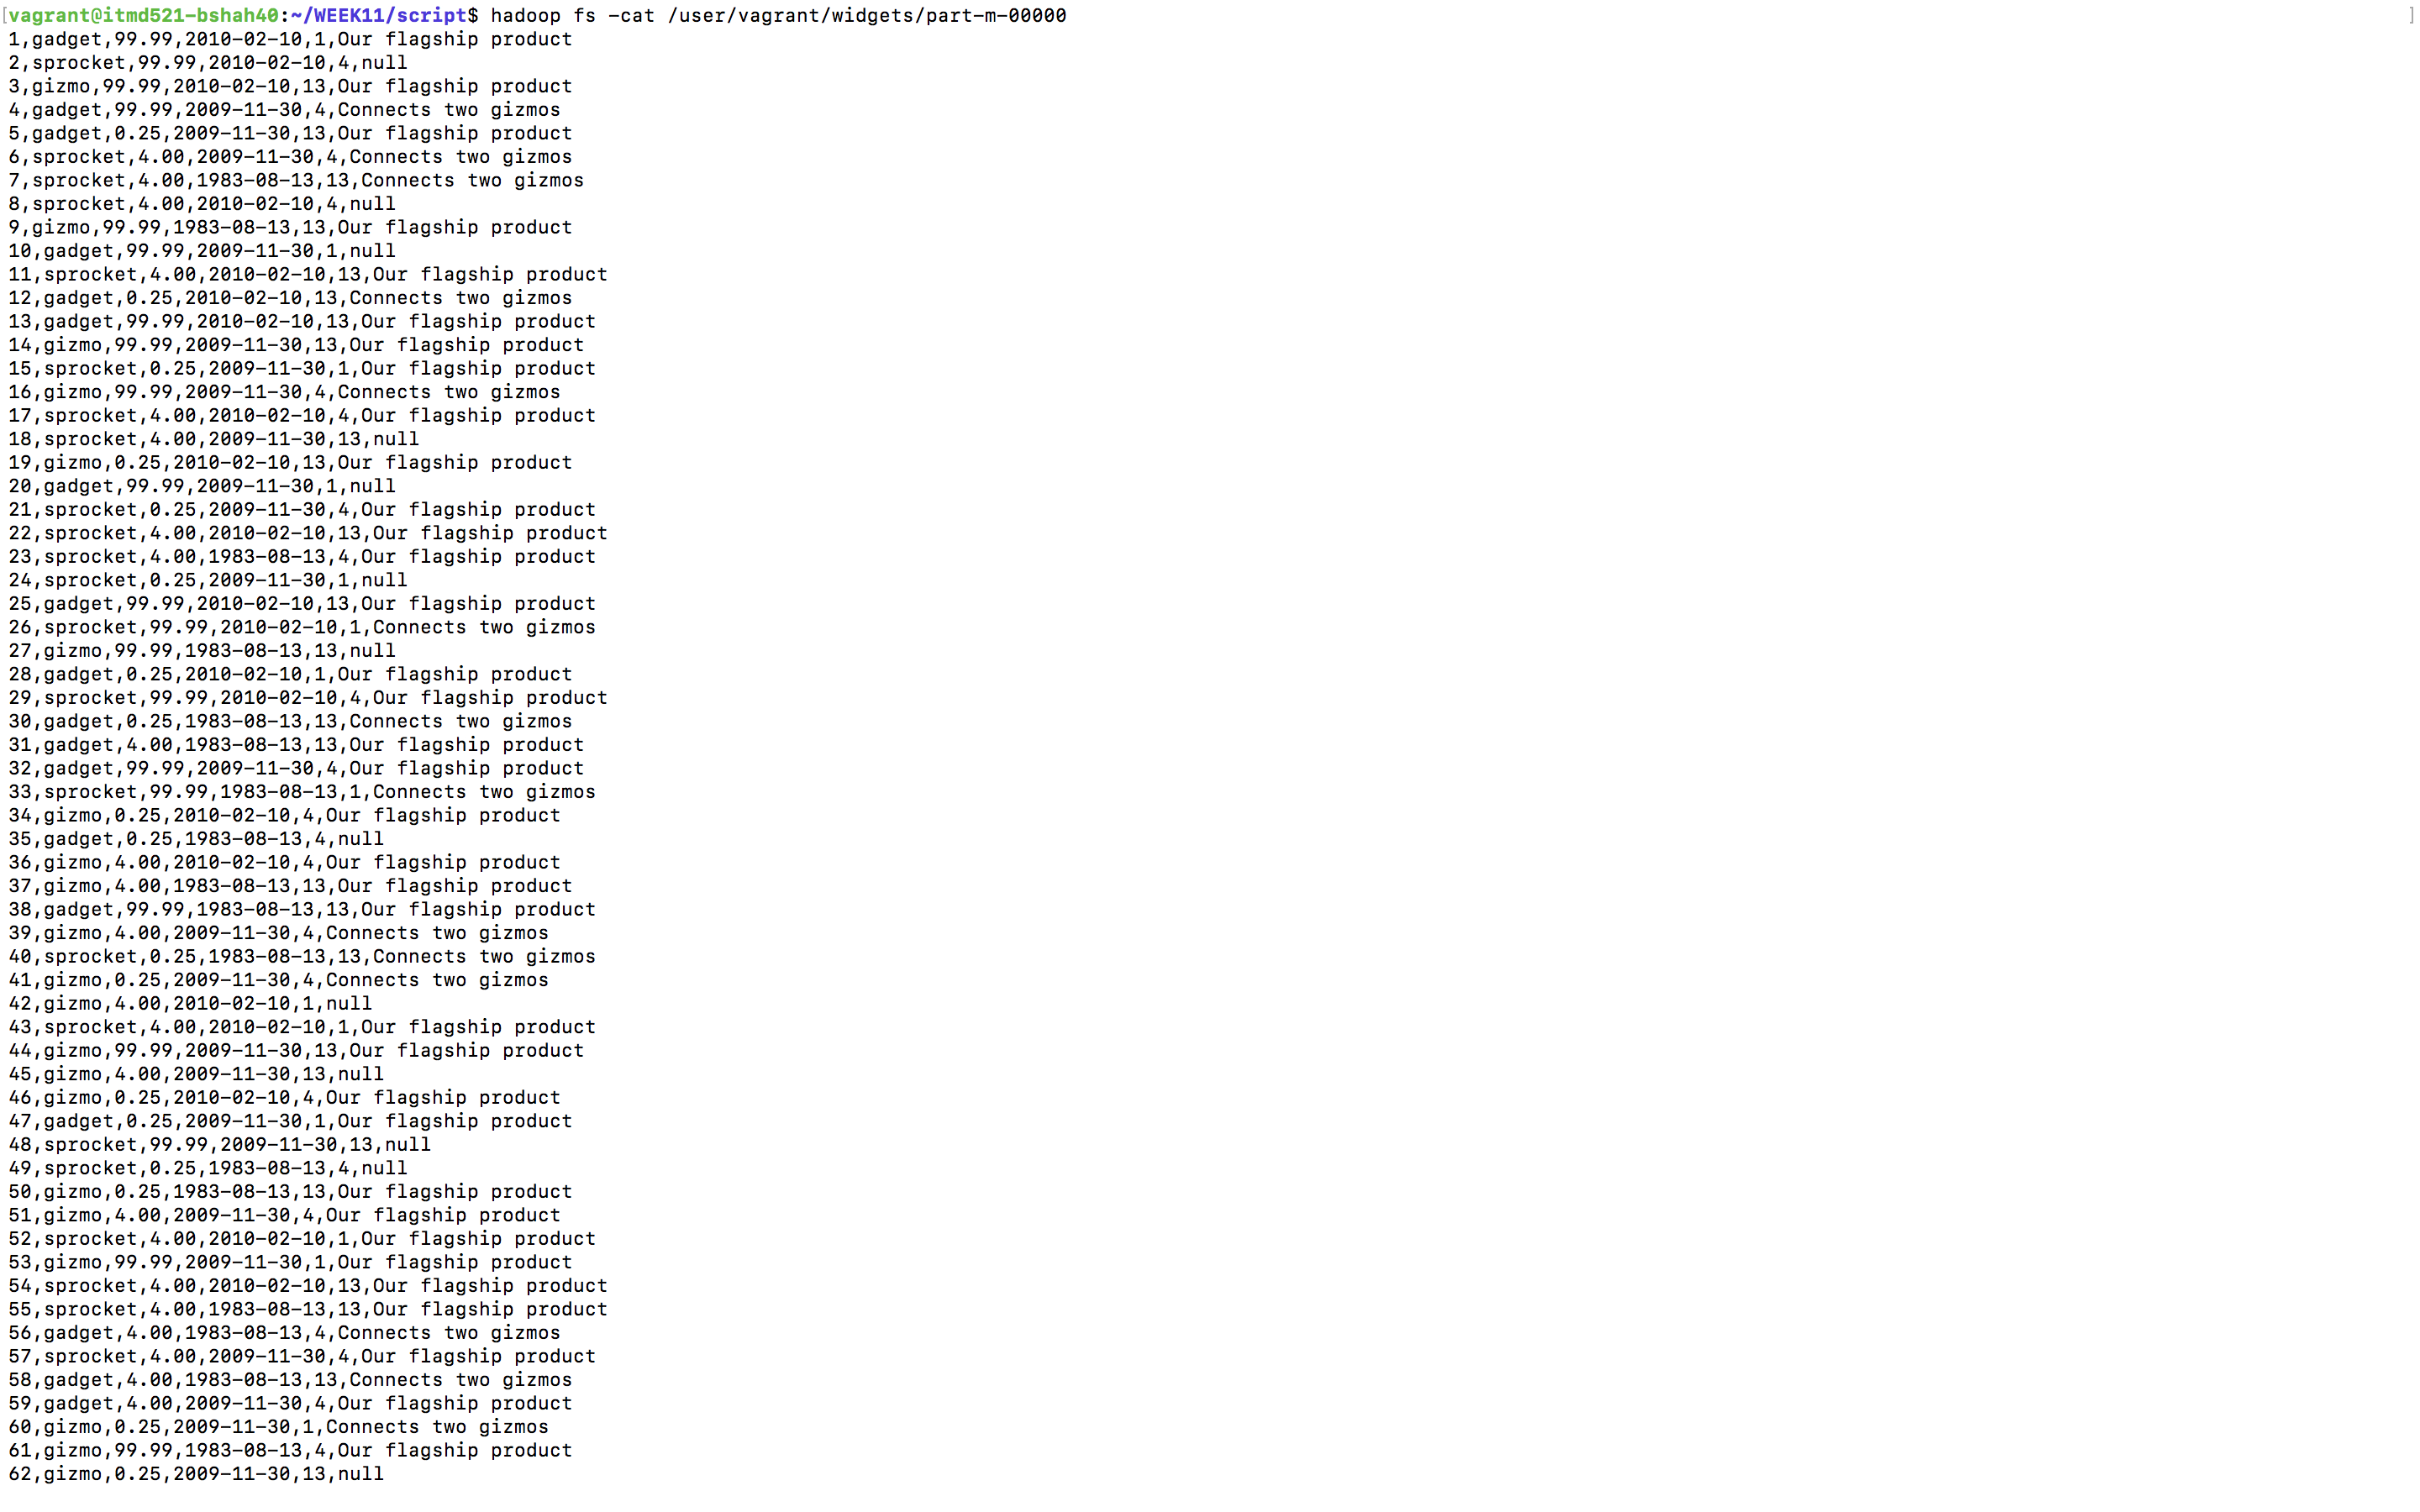 [vagrant@itmd521-bshah40:~/WEEK11/script$ hadoop fs -cat /user/vagrant/widgets/part-m-00000 ]
1,gadget,99.99,2010-02-10,1,Our flagship product
2,sprocket,99.99,2010-02-10,4,null
3,gizmo,99.99,2010-02-10,13,Our flagship product
4,gadget,99.99,2009-11-30,4,Connects two gizmos
5,gadget,0.25,2009-11-30,13,Our flagship product
6,sprocket,4.00,2009-11-30,4,Connects two gizmos
7,sprocket,4.00,1983-08-13,13,Connects two gizmos
8,sprocket,4.00,2010-02-10,4,null
9,gizmo,99.99,1983-08-13,13,Our flagship product
10,gadget,99.99,2009-11-30,1,null
11,sprocket,4.00,2010-02-10,13,Our flagship product
12,gadget,0.25,2010-02-10,13,Connects two gizmos
13,gadget,99.99,2010-02-10,13,Our flagship product
14,gizmo,99.99,2009-11-30,13,Our flagship product
15,sprocket,0.25,2009-11-30,1,Our flagship product
16,gizmo,99.99,2009-11-30,4,Connects two gizmos
17,sprocket,4.00,2010-02-10,4,Our flagship product
18,sprocket,4.00,2009-11-30,13,null
19,gizmo,0.25,2010-02-10,13,Our flagship product
20,gadget,99.99,2009-11-30,1,null
21,sprocket,0.25,2009-11-30,4,Our flagship product
22,sprocket,4.00,2010-02-10,13,Our flagship product
23,sprocket,4.00,1983-08-13,4,Our flagship product
24,sprocket,0.25,2009-11-30,1,null
25,gadget,99.99,2010-02-10,13,Our flagship product
26,sprocket,99.99,2010-02-10,1,Connects two gizmos
27,gizmo,99.99,1983-08-13,13,null
28,gadget,0.25,2010-02-10,1,Our flagship product
29,sprocket,99.99,2010-02-10,4,Our flagship product
30,gadget,0.25,1983-08-13,13,Connects two gizmos
31,gadget,4.00,1983-08-13,13,Our flagship product
32,gadget,99.99,2009-11-30,4,Our flagship product
33,sprocket,99.99,1983-08-13,1,Connects two gizmos
34,gizmo,0.25,2010-02-10,4,Our flagship product
35,gadget,0.25,1983-08-13,4,null
36,gizmo,4.00,2010-02-10,4,Our flagship product
37,gizmo,4.00,1983-08-13,13,Our flagship product
38,gadget,99.99,1983-08-13,13,Our flagship product
39,gizmo,4.00,2009-11-30,4,Connects two gizmos
40,sprocket,0.25,1983-08-13,13,Connects two gizmos
41,gizmo,0.25,2009-11-30,4,Connects two gizmos
42,gizmo,4.00,2010-02-10,1,null
43,sprocket,4.00,2010-02-10,1,Our flagship product
44,gizmo,99.99,2009-11-30,13,Our flagship product
45,gizmo,4.00,2009-11-30,13,null
46,gizmo,0.25,2010-02-10,4,Our flagship product
47,gadget,0.25,2009-11-30,1,Our flagship product
48,sprocket,99.99,2009-11-30,13,null
49,sprocket,0.25,1983-08-13,4,null
50,gizmo,0.25,1983-08-13,13,Our flagship product
51,gizmo,4.00,2009-11-30,4,Our flagship product
52,sprocket,4.00,2010-02-10,1,Our flagship product
53,gizmo,99.99,2009-11-30,1,Our flagship product
54,sprocket,4.00,2010-02-10,13,Our flagship product
55,sprocket,4.00,1983-08-13,13,Our flagship product
56,gadget,4.00,1983-08-13,4,Connects two gizmos
57,sprocket,4.00,2009-11-30,4,Our flagship product
58,gadget,4.00,1983-08-13,13,Connects two gizmos
59,gadget,4.00,2009-11-30,4,Our flagship product
60,gizmo,0.25,2009-11-30,1,Connects two gizmos
61,gizmo,99.99,1983-08-13,4,Our flagship product
62,gizmo,0.25,2009-11-30,13,null